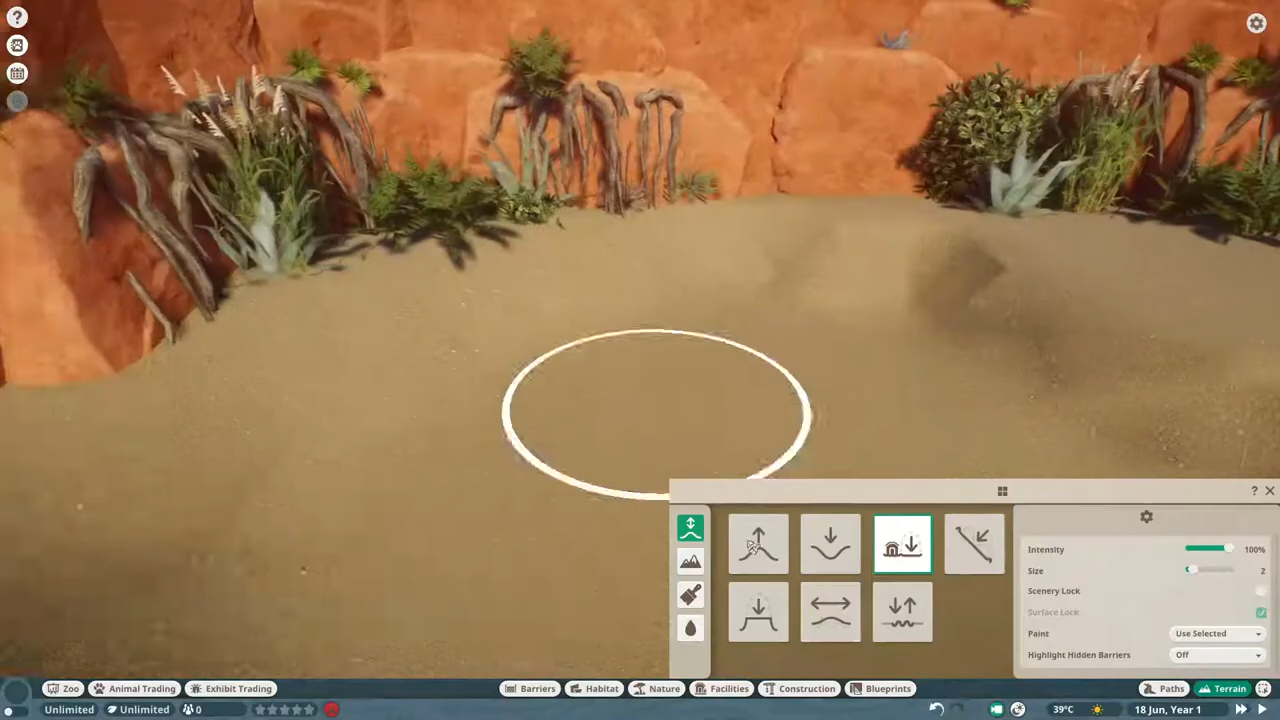 ?
? 
Intensity 100%
Size 2
Scenery Lock
Surface Lock
Paint Use Selected
Highlight Hidden Barriers Off
Zoo Animal Trading Exhibit Trading Barriers Habitat Nature Facilities Construction Blueprints Paths Terrain
Unlimited Unlimited 0 39°C 18 Jun, Year 1